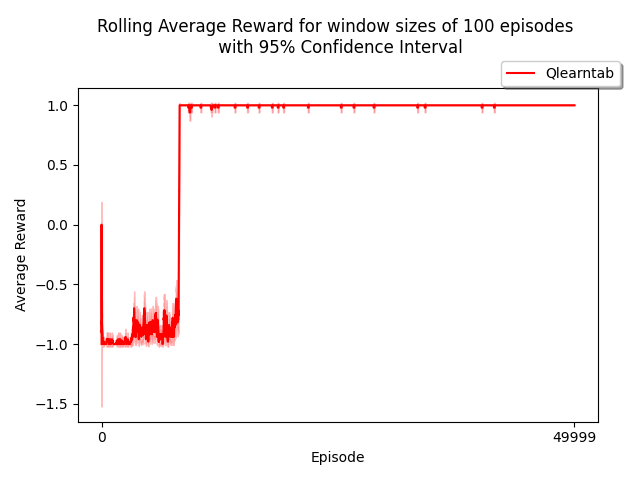 Rolling Average Reward for window sizes of 100 episodes
with 95% Confidence Interval
Qlearntab
1.0
0.5
0.0
−0.5
−1.0
−1.5
Average Reward
0
49999
Episode